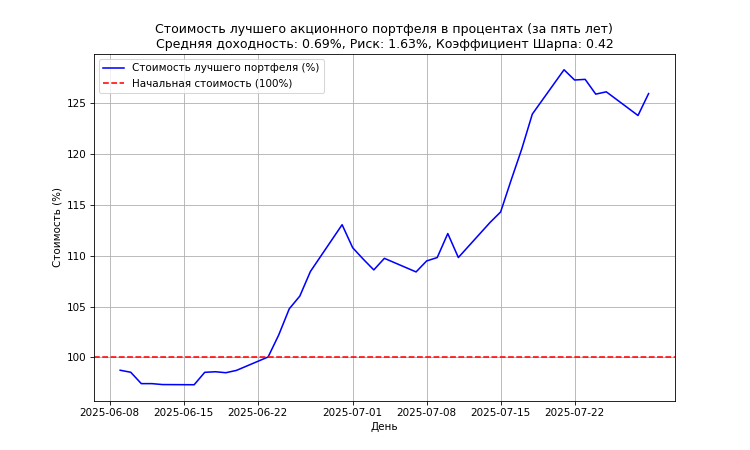 Стоимость лучшего акционного портфеля в процентах (за пять лет)
Средняя доходность: 0.69%, Риск: 1.63%, Коэффициент Шарпа: 0.42
Стоимость лучшего портфеля (%)
Начальная стоимость (100%)
Стоимость (%)
125
120
115
110
105
100
2025-06-08 2025-06-15 2025-06-22 2025-07-01 2025-07-08 2025-07-15 2025-07-22
День